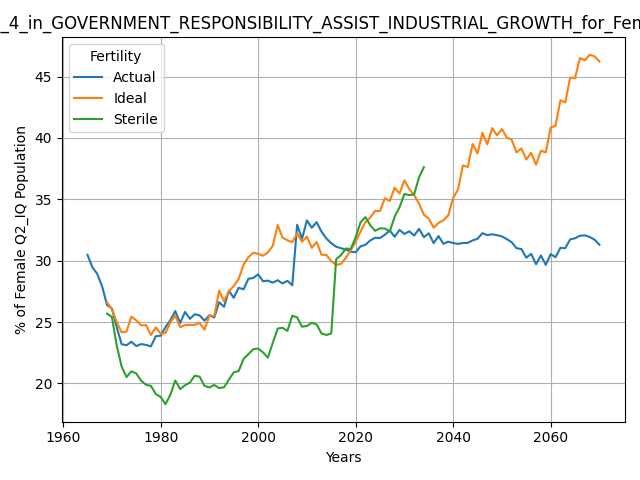 _4_in_GOVERNMENT_RESPONSIBILITY_ASSIST_INDUSTRIAL_GROWTH_for_Fem
Fertility
Actual
Ideal
Sterile
45
40
35
30
25
20
% of Female Q2_IQ Population
1960
1980
2000
2020
2040
2060
Years